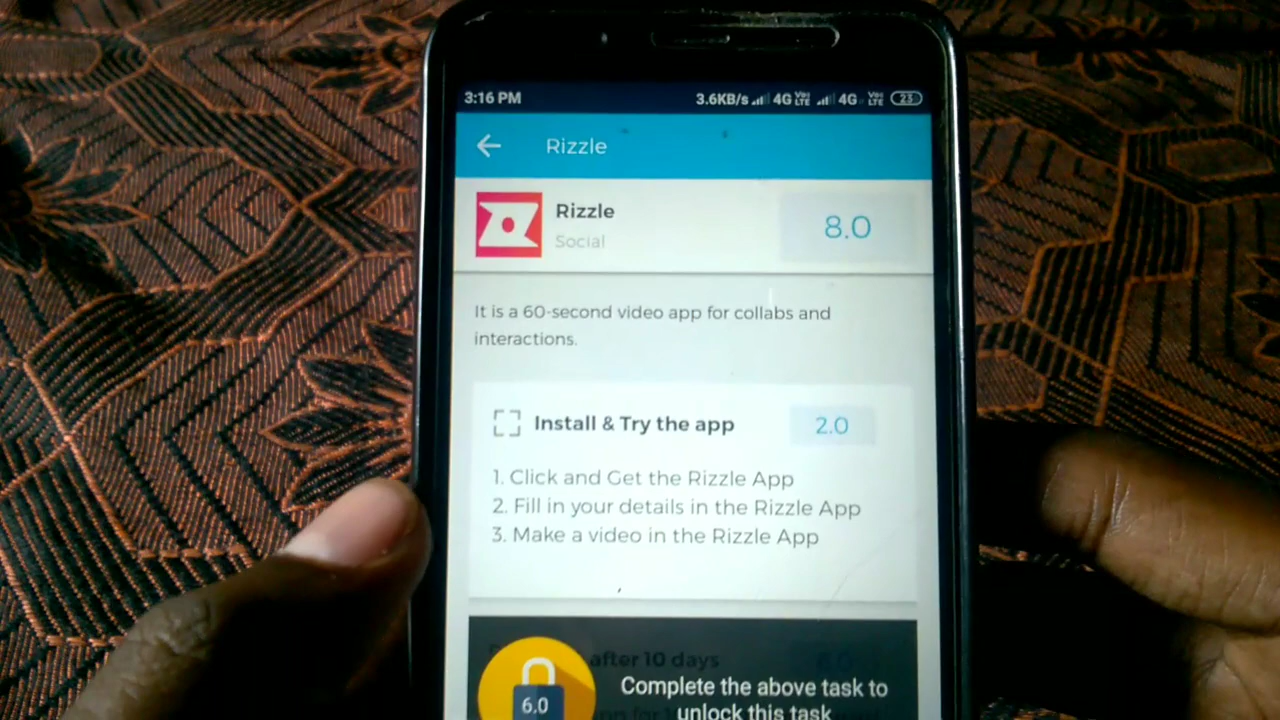 3:16 PM 3.6KB/s 4G VoLTE 4G VoLTE 23
Rizzle
Rizzle
Social
8.0
It is a 60-second video app for collabs and
interactions.
Install & Try the app 2.0
1. Click and Get the Rizzle App
2. Fill in your details in the Rizzle App
3. Make a video in the Rizzle App
after 10 days
6.0
Complete the above task to
unlock this task